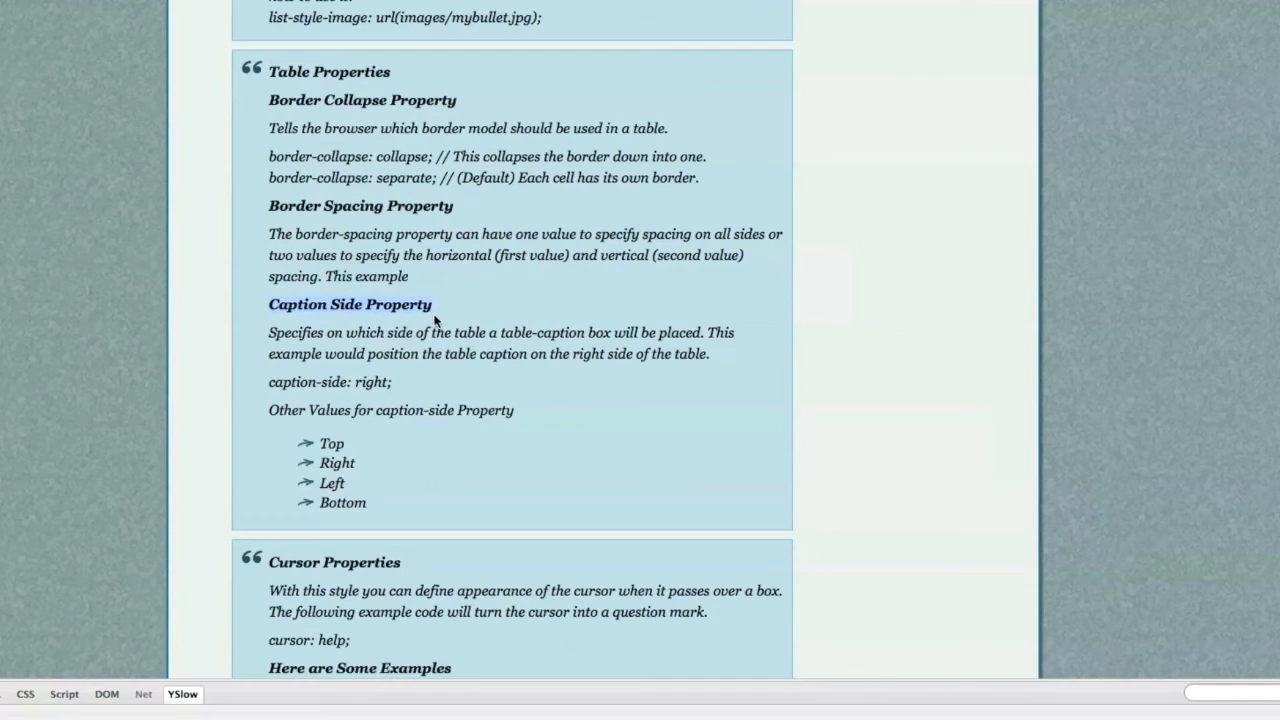 list-style-image: url(images/mybullet.jpg);
Table Properties
Border Collapse Property
Tells the browser which border model should be used in a table.
border-collapse: collapse; // This collapses the border down into one.
border-collapse: separate; // (Default) Each cell has its own border.
Border Spacing Property
The border-spacing property can have one value to specify spacing on all sides or
two values to specify the horizontal (first value) and vertical (second value)
spacing. This example
Caption Side Property
Specifies on which side of the table a table-caption box will be placed. This
example would position the table caption on the right side of the table.
caption-side: right;
Other Values for caption-side Property
Top
Right
Left
Bottom
Cursor Properties
With this style you can define appearance of the cursor when it passes over a box.
The following example code will turn the cursor into a question mark.
cursor: help;
Here are Some Examples
CSS Script DOM Net YSlow